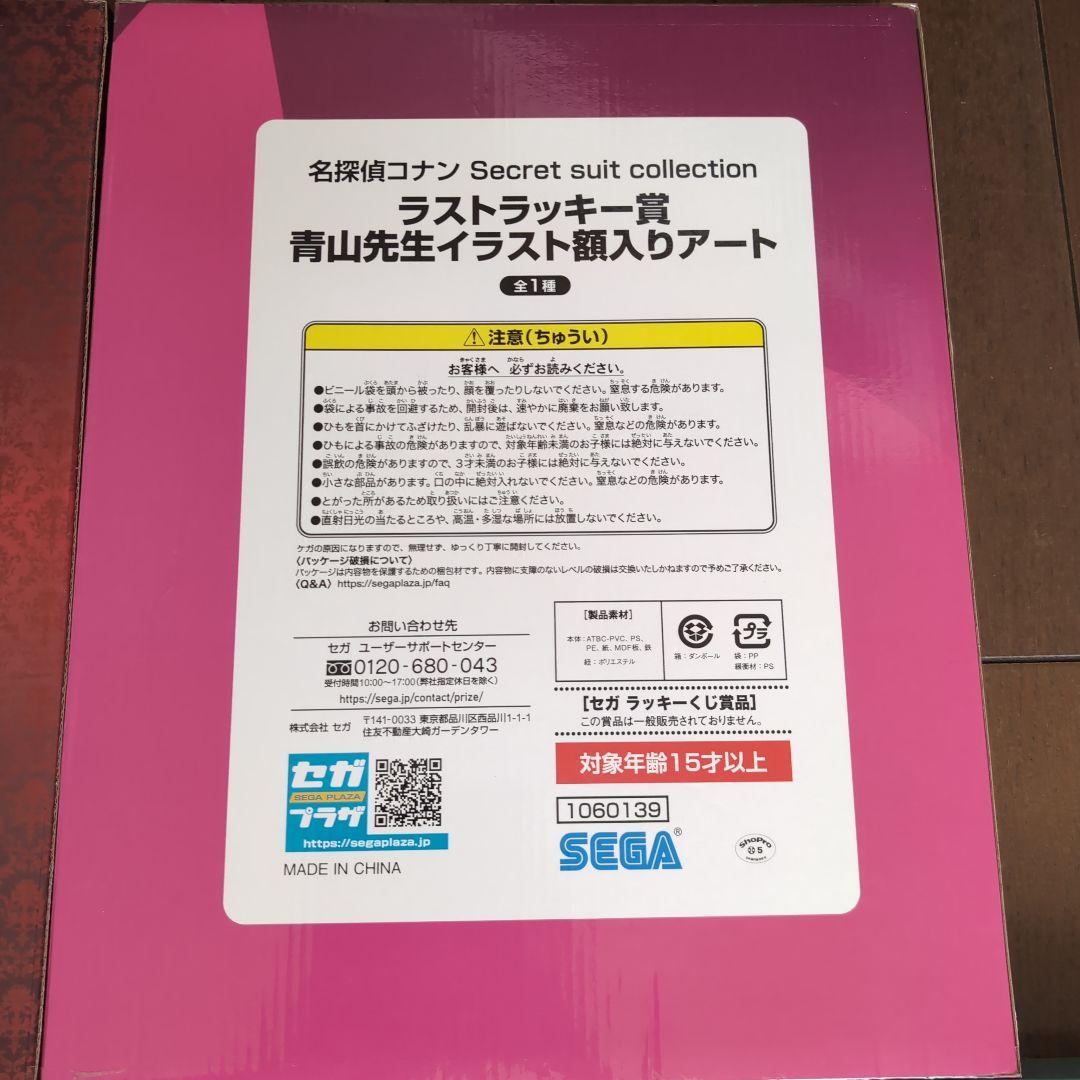 名探偵コナン Secret suit collection
ラストラッキー賞
青山先生イラスト額入りアート
全1種
⚠注意(ちゅうい)
お客様へ 必ずお読みください。
●ビニール袋を頭から被ったり、顔を覆ったりしないでください。窒息する危険があります。
●袋による事故を回避するため、開封後は、速やかに廃棄をお願い致します。
●ひもを首にかけてふざけたり、乱暴に遊ばないでください。窒息などの危険があります。
●ひもによる事故の危険がありますので、対象年齢未満のお子様には絶対に与えないでください。
●誤飲の危険がありますので、3才未満のお子様には絶対に与えないでください。
●小さな部品があります。口の中に絶対入れないでください。窒息などの危険があります。
●とがった所があるため取り扱いにはご注意ください。
●直射日光の当たるところや、高温・多湿な場所には放置しないでください。
ケガの原因になりますので、無理せず、ゆっくり丁寧に開封してください。
〈パッケージ破損について〉
パッケージは内容物を保護するための梱包材です。内容物に支障のないレベルの破損は交換いたしかねますので予めご了承ください。
〈Q&A〉https://segaplaza.jp/faq
お問い合わせ先
セガ ユーザーサポートセンター
0120-680-043
受付時間10:00~17:00(弊社指定休日を除く)
https://sega.jp/contact/prize/
株式会社 セガ 〒141-0033 東京都品川区西品川1-1-1
住友不動産大崎ガーデンタワー
セガ
SEGA PLAZA
プラザ
https://segaplaza.jp
MADE IN CHINA
[製品素材]
本体:ATBC-PVC、PS、
PE、紙、MDF板、鉄
紐:ポリエステル
箱:ダンボール
プラ
袋:PP
緩衝材:PS
[セガ ラッキーくじ賞品]
この賞品は一般販売されておりません。
対象年齢15才以上
1060139
SEGA®
ShoPro
5